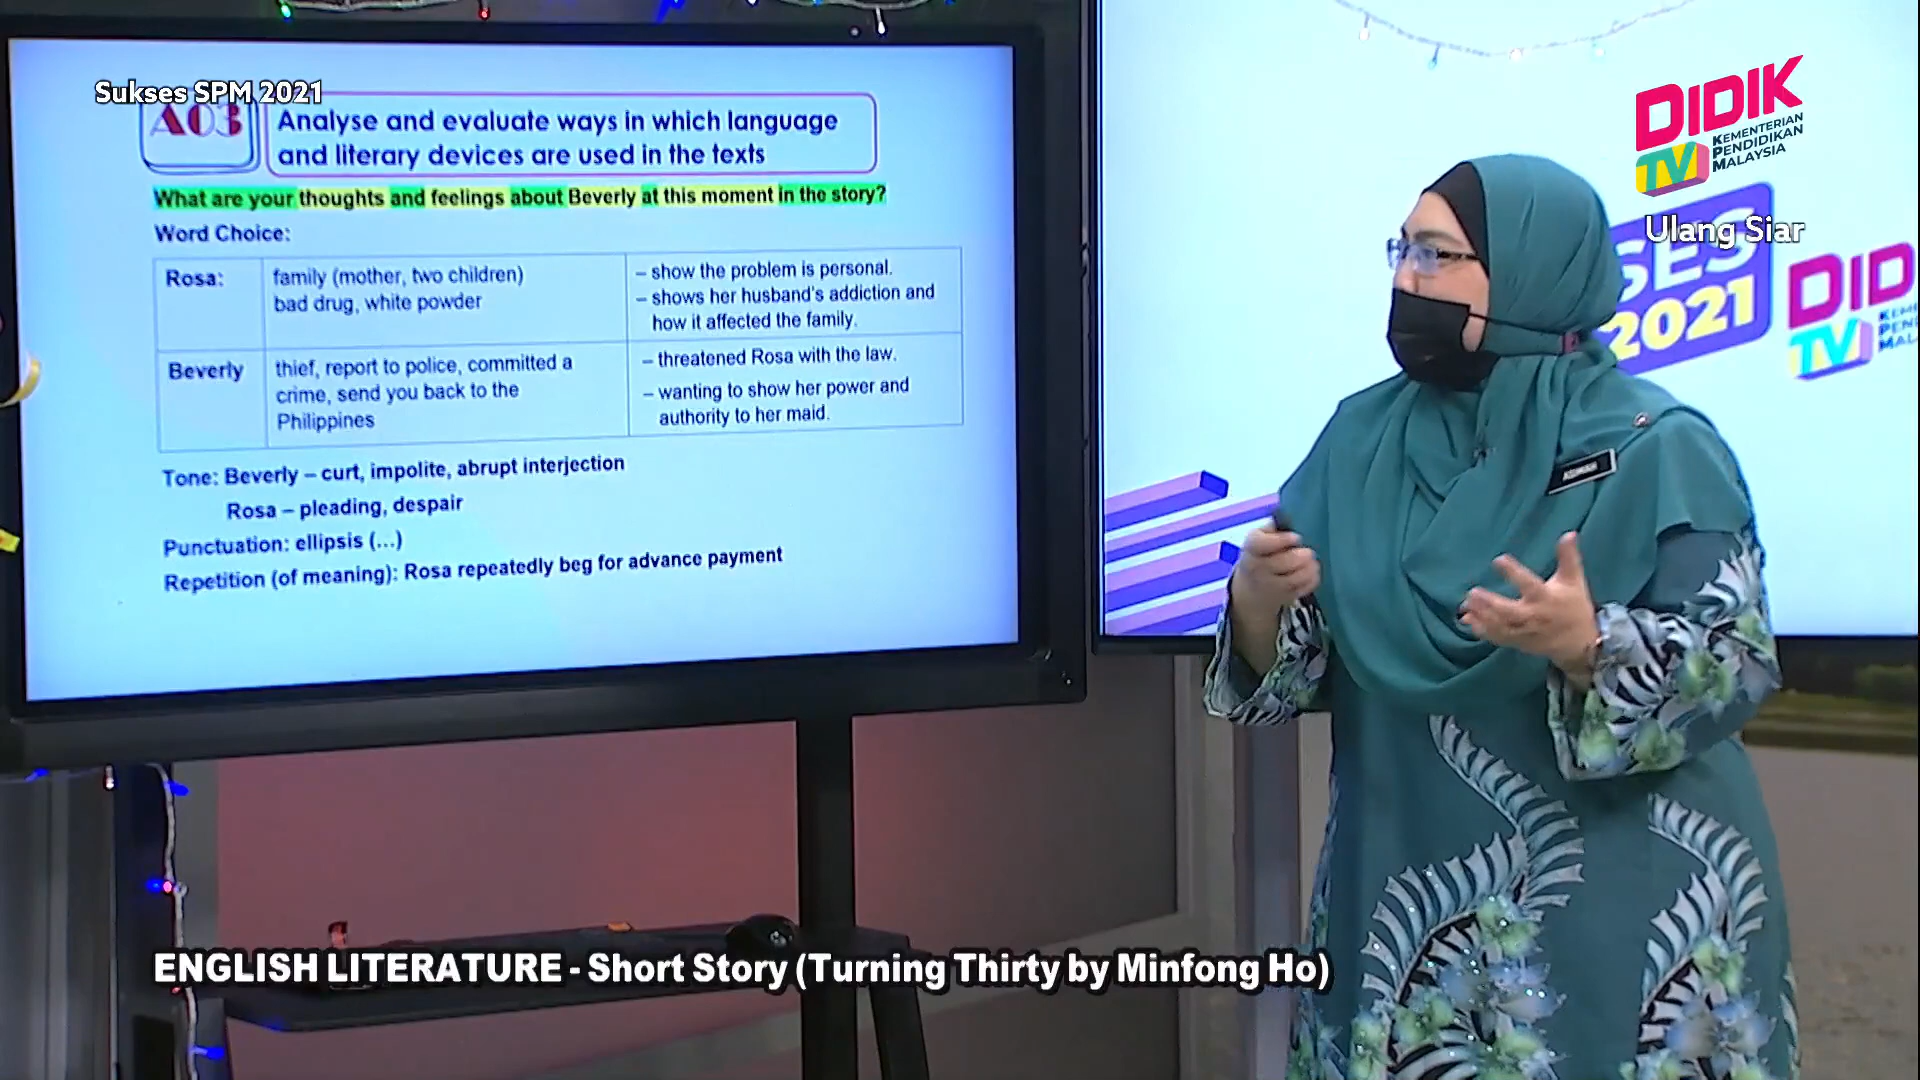 Sukses SPM 2021
AO3
Analyse and evaluate ways in which language
and literary devices are used in the texts
What are your thoughts and feelings about Beverly at this moment in the story?
Word Choice:
Rosa:
family (mother, two children)
bad drug, white powder
– show the problem is personal.
– shows her husband's addiction and
how it affected the family.
Beverly
thief, report to police, committed a
crime, send you back to the
Philippines
– threatened Rosa with the law.
– wanting to show her power and
authority to her maid.
Tone: Beverly – curt, impolite, abrupt interjection
Rosa – pleading, despair
Punctuation: ellipsis (...)
Repetition (of meaning): Rosa repeatedly beg for advance payment
DIDIK
TV
KEMENTERIAN
PENDIDIKAN
MALAYSIA
Ulang Siar
SES
2021
DID
TV
ENGLISH LITERATURE - Short Story (Turning Thirty by Minfong Ho)